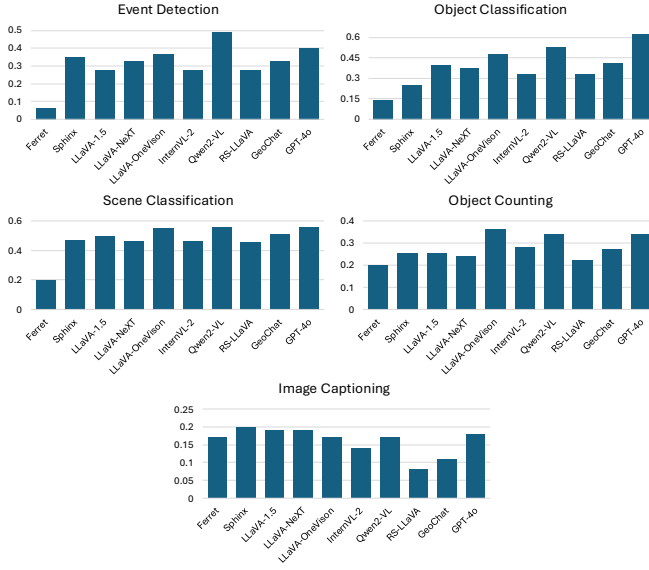 Event Detection
0.5
0.4
0.3
0.2
0.1
0
Ferret
Sphinx
LLaVA-1.5
LLaVA-NeXT
LLaVA-OneVison
InternVL-2
Qwen2-VL
RS-LLaVA
GeoChat
GPT-4o
Object Classification
0.6
0.45
0.3
0.15
0
Ferret
Sphinx
LLaVA-1.5
LLaVA-NeXT
LLaVA-OneVison
InternVL-2
Qwen2-VL
RS-LLaVA
GeoChat
GPT-4o
Scene Classification
0.6
0.4
0.2
0
Ferret
Sphinx
LLaVA-1.5
LLaVA-NeXT
LLaVA-OneVison
InternVL-2
Qwen2-VL
RS-LLaVA
GeoChat
GPT-4o
Object Counting
0.4
0.3
0.2
0.1
0
Ferret
Sphinx
LLaVA-1.5
LLaVA-NeXT
LLaVA-OneVison
InternVL-2
Qwen2-VL
RS-LLaVA
GeoChat
GPT-4o
Image Captioning
0.25
0.2
0.15
0.1
0.05
0
Ferret
Sphinx
LLaVA-1.5
LLaVA-NeXT
LLaVA-OneVison
InternVL-2
Qwen2-VL
RS-LLaVA
GeoChat
GPT-4o